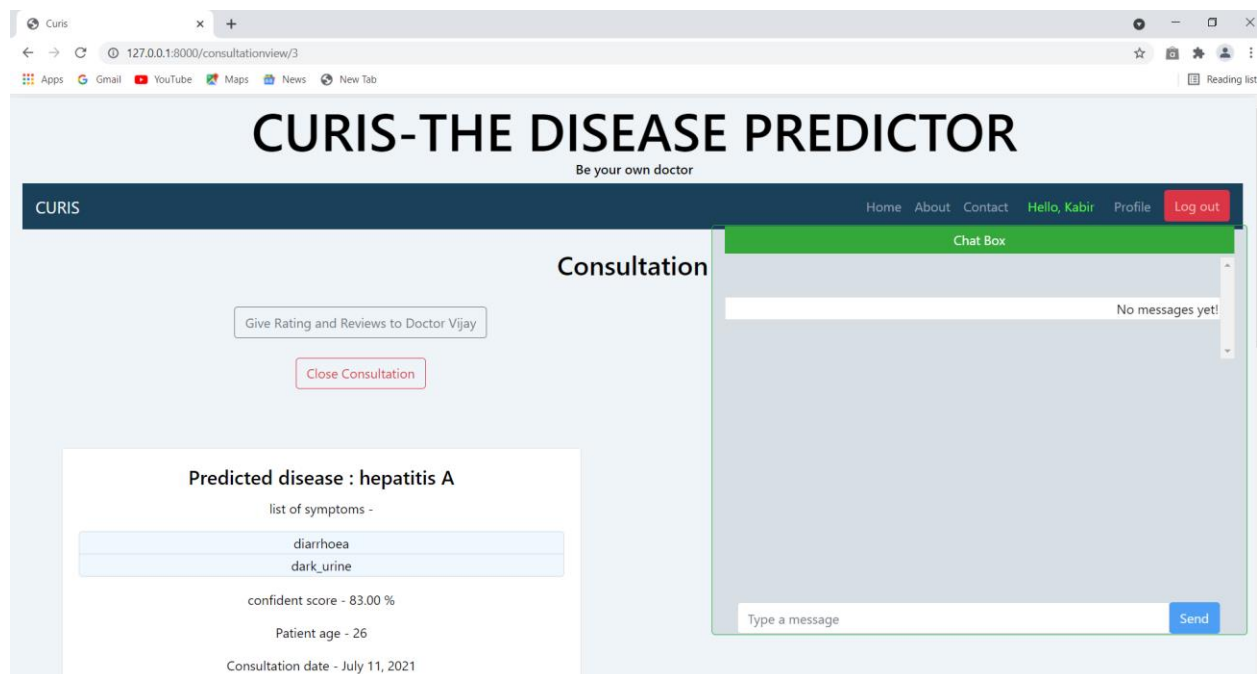 Curis
127.0.0.1:8000/consultationview/3
Apps Gmail YouTube Maps News New Tab Reading list
CURIS-THE DISEASE PREDICTOR
Be your own doctor
CURIS Home About Contact Hello, Kabir Profile Log out
Chat Box
Consultation
No messages yet!
Give Rating and Reviews to Doctor Vijay
Close Consultation
Predicted disease : hepatitis A
list of symptoms -
diarrhoea
dark_urine
confident score - 83.00 %
Patient age - 26
Consultation date - July 11, 2021
Type a message Send